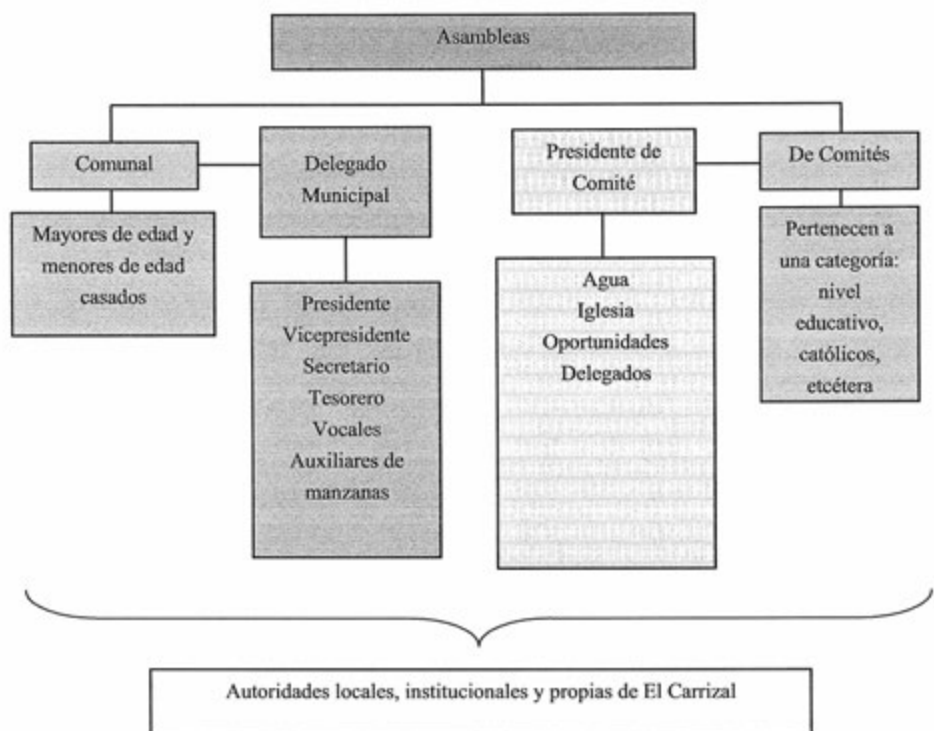 Asambleas
Comunal
Mayores de edad y
menores de edad
casados
Delegado
Municipal
Presidente
Vicepresidente
Secretario
Tesorero
Vocales
Auxiliares de
manzanas
Presidente de
Comité
Agua
Iglesia
Oportunidades
Delegados
De Comités
Pertenecen a
una categoría:
nivel
educativo,
católicos,
etcétera
Autoridades locales, institucionales y propias de El Carrizal